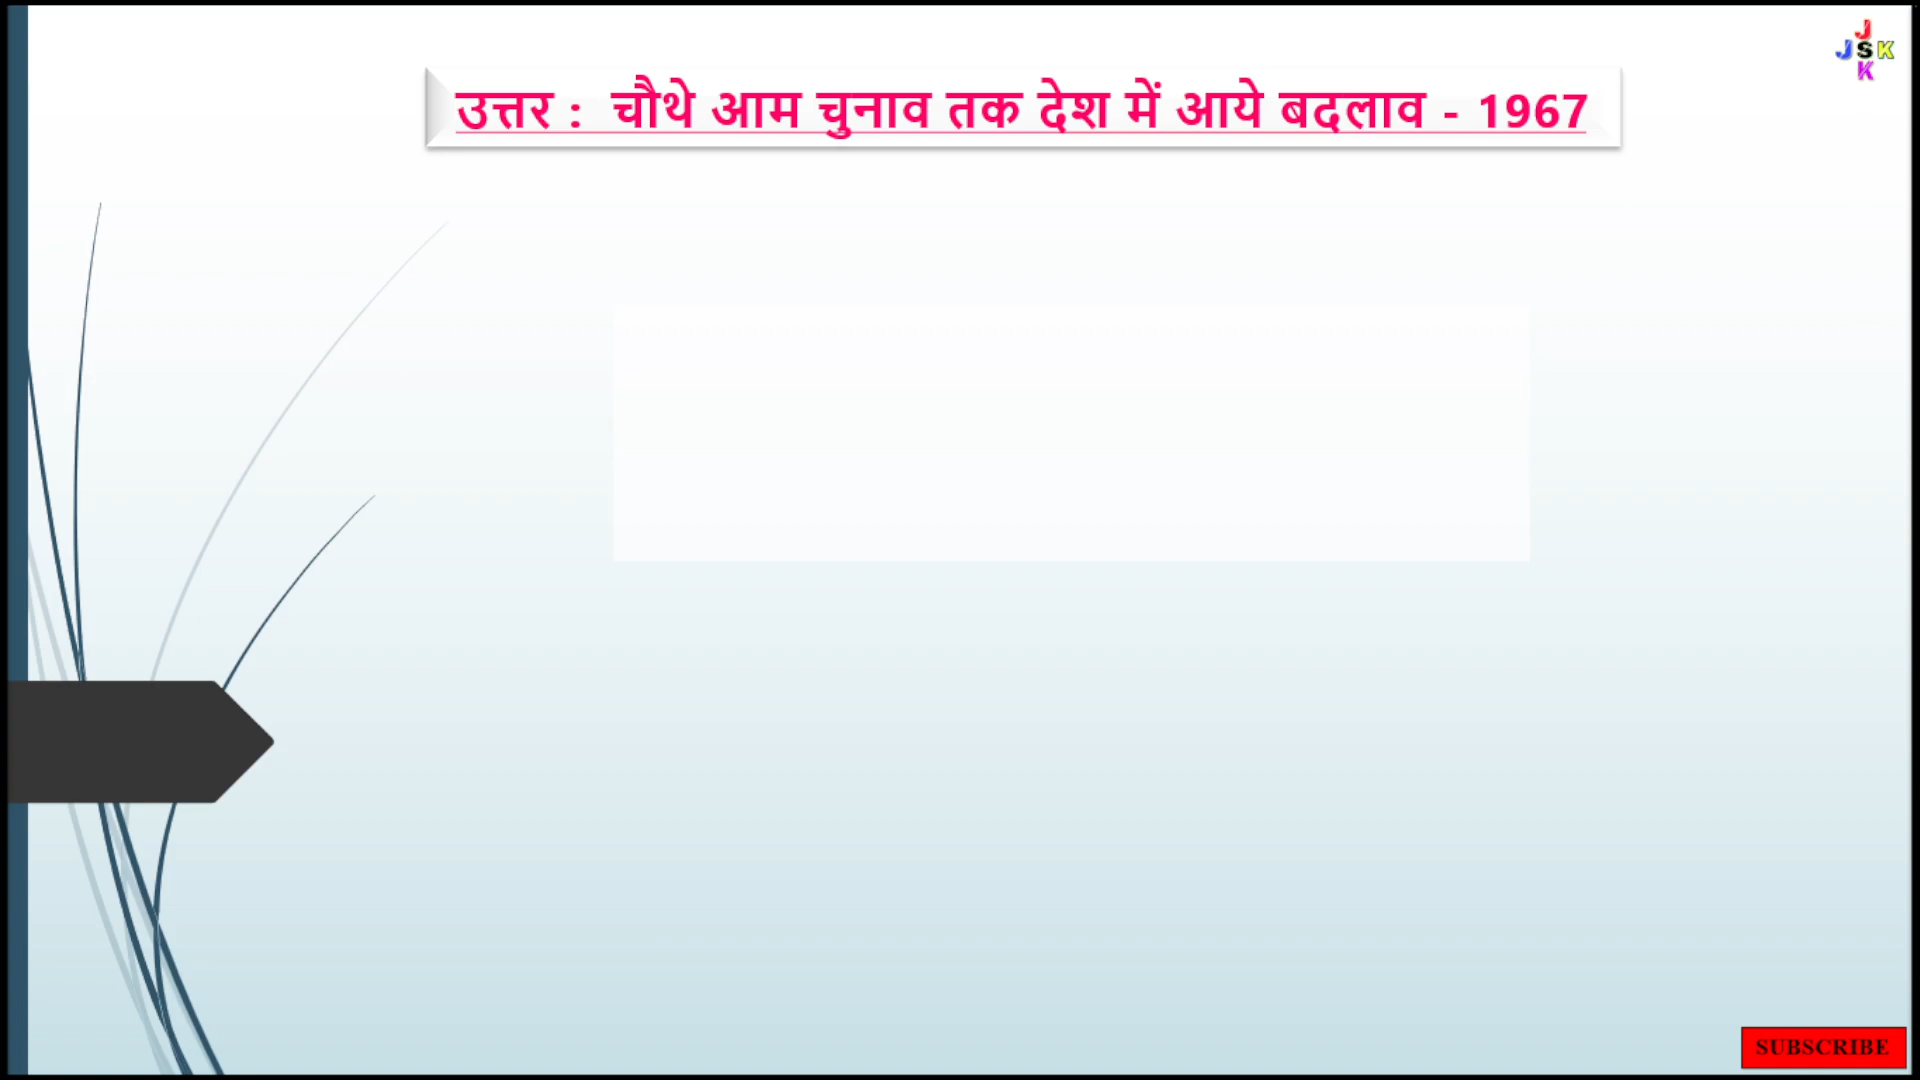 J
J S K
K
उत्तर : चौथे आम चुनाव तक देश में आये बदलाव - 1967
SUBSCRIBE